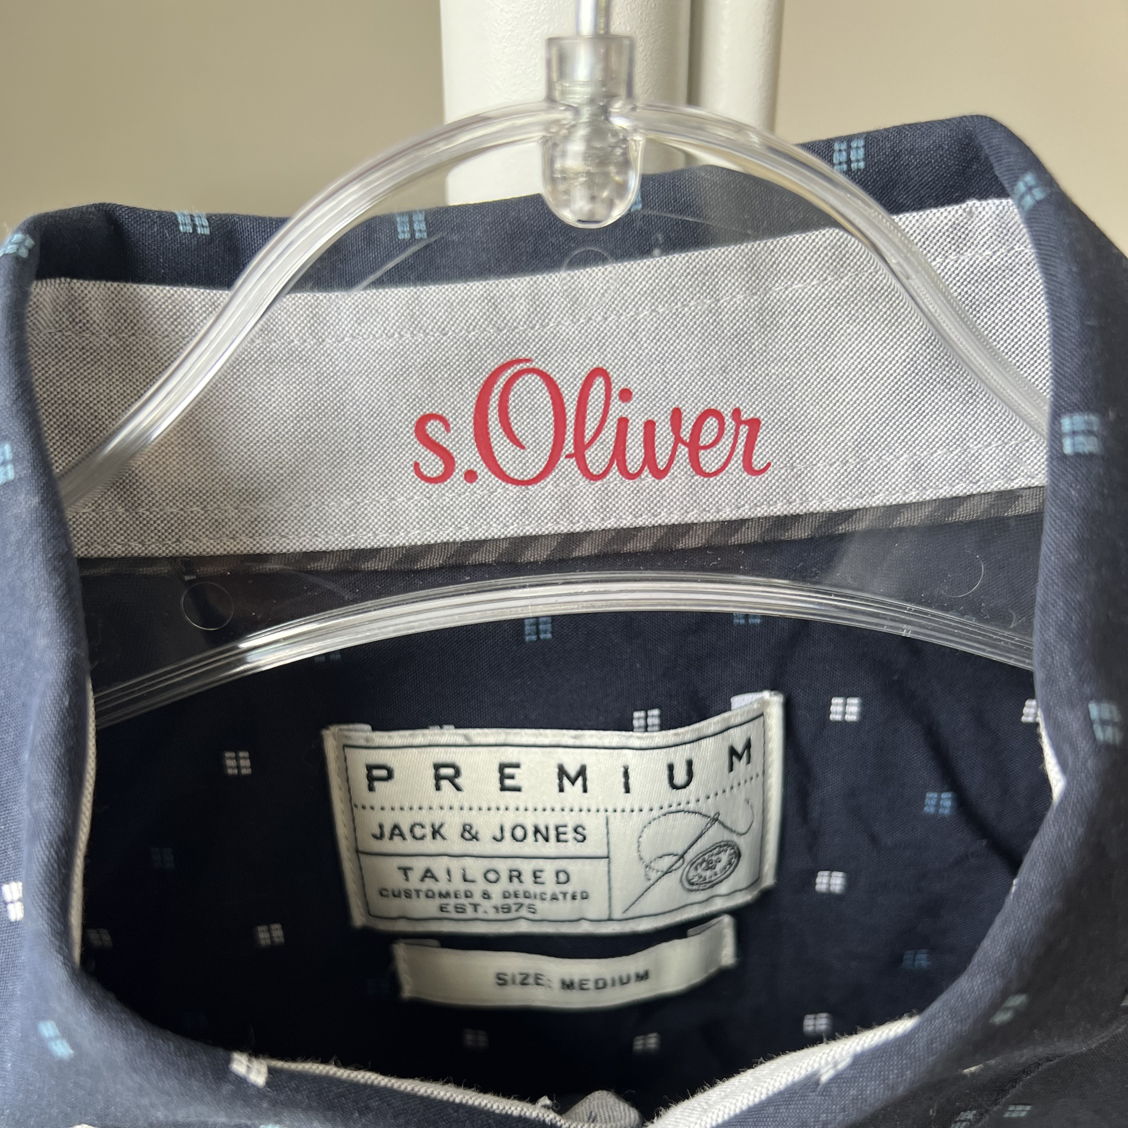 s.Oliver
PREMIUM
JACK & JONES
TAILORED
CUSTOMED & DEDICATED
EST. 1975
SIZE: MEDIUM